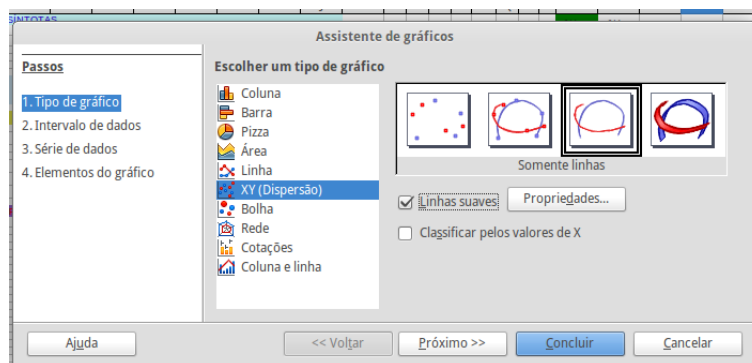 SÍNTOTAS
Assistente de gráficos
Passos
1. Tipo de gráfico
2. Intervalo de dados
3. Série de dados
4. Elementos do gráfico
Escolher um tipo de gráfico
Coluna
Barra
Pizza
Área
Linha
XY (Dispersão)
Bolha
Rede
Cotações
Coluna e linha
Somente linhas
Linhas suaves
Propriedades...
Classificar pelos valores de X
Ajuda
<< Voltar
Próximo >>
Concluir
Cancelar